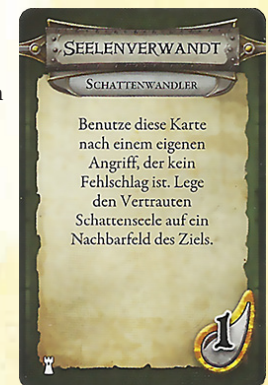 SEELENVERWANDT
SCHATTENWANDLER
Benutze diese Karte
nach einem eigenen
Angriff, der kein
Fehlschlag ist. Lege
den Vertrauten
Schattenseele auf ein
Nachbarfeld des Ziels.
1